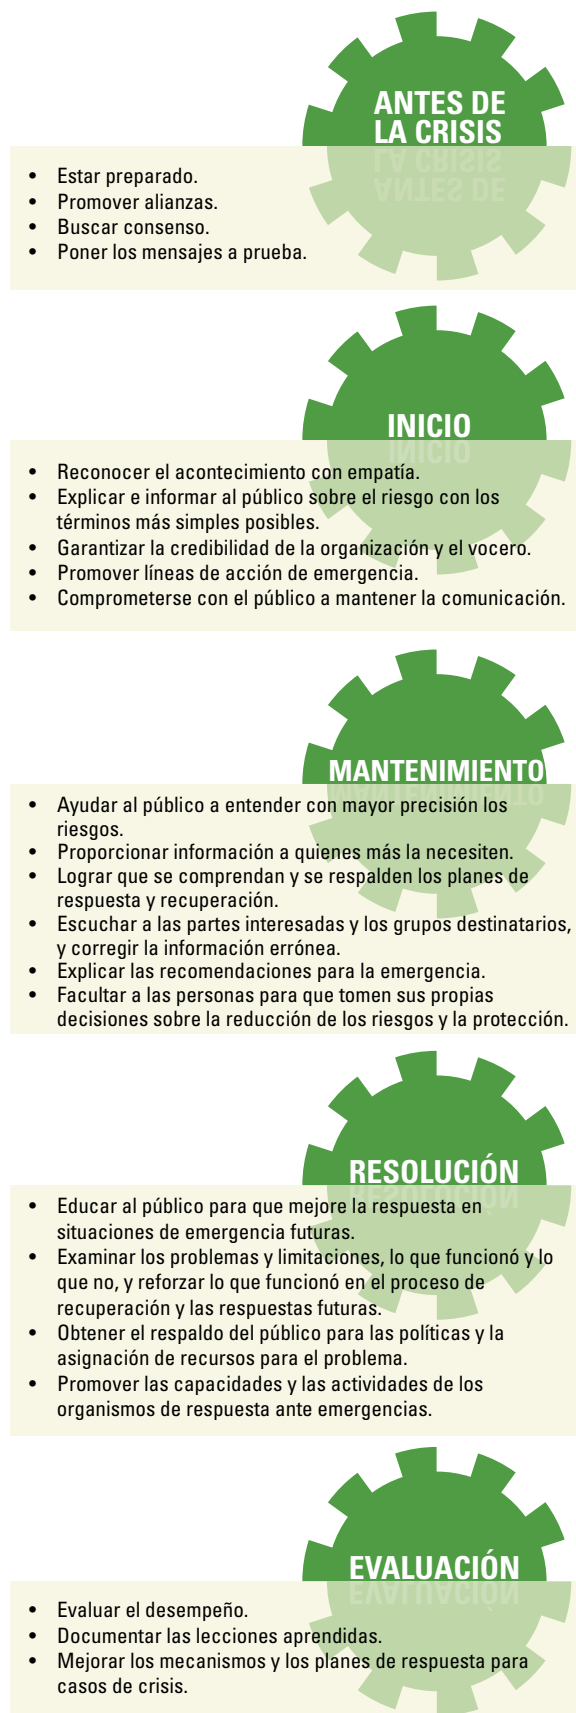 ANTES DE
LA CRISIS
• Estar preparado.
• Promover alianzas.
• Buscar consenso.
• Poner los mensajes a prueba.
INICIO
• Reconocer el acontecimiento con empatía.
• Explicar e informar al público sobre el riesgo con los
términos más simples posibles.
• Garantizar la credibilidad de la organización y el vocero.
• Promover líneas de acción de emergencia.
• Comprometerse con el público a mantener la comunicación.
MANTENIMIENTO
• Ayudar al público a entender con mayor precisión los
riesgos.
• Proporcionar información a quienes más la necesiten.
• Lograr que se comprendan y se respalden los planes de
respuesta y recuperación.
• Escuchar a las partes interesadas y los grupos destinatarios,
y corregir la información errónea.
• Explicar las recomendaciones para la emergencia.
• Facultar a las personas para que tomen sus propias
decisiones sobre la reducción de los riesgos y la protección.
RESOLUCIÓN
• Educar al público para que mejore la respuesta en
situaciones de emergencia futuras.
• Examinar los problemas y limitaciones, lo que funcionó y lo
que no, y reforzar lo que funcionó en el proceso de
recuperación y las respuestas futuras.
• Obtener el respaldo del público para las políticas y la
asignación de recursos para el problema.
• Promover las capacidades y las actividades de los
organismos de respuesta ante emergencias.
EVALUACIÓN
• Evaluar el desempeño.
• Documentar las lecciones aprendidas.
• Mejorar los mecanismos y los planes de respuesta para
casos de crisis.